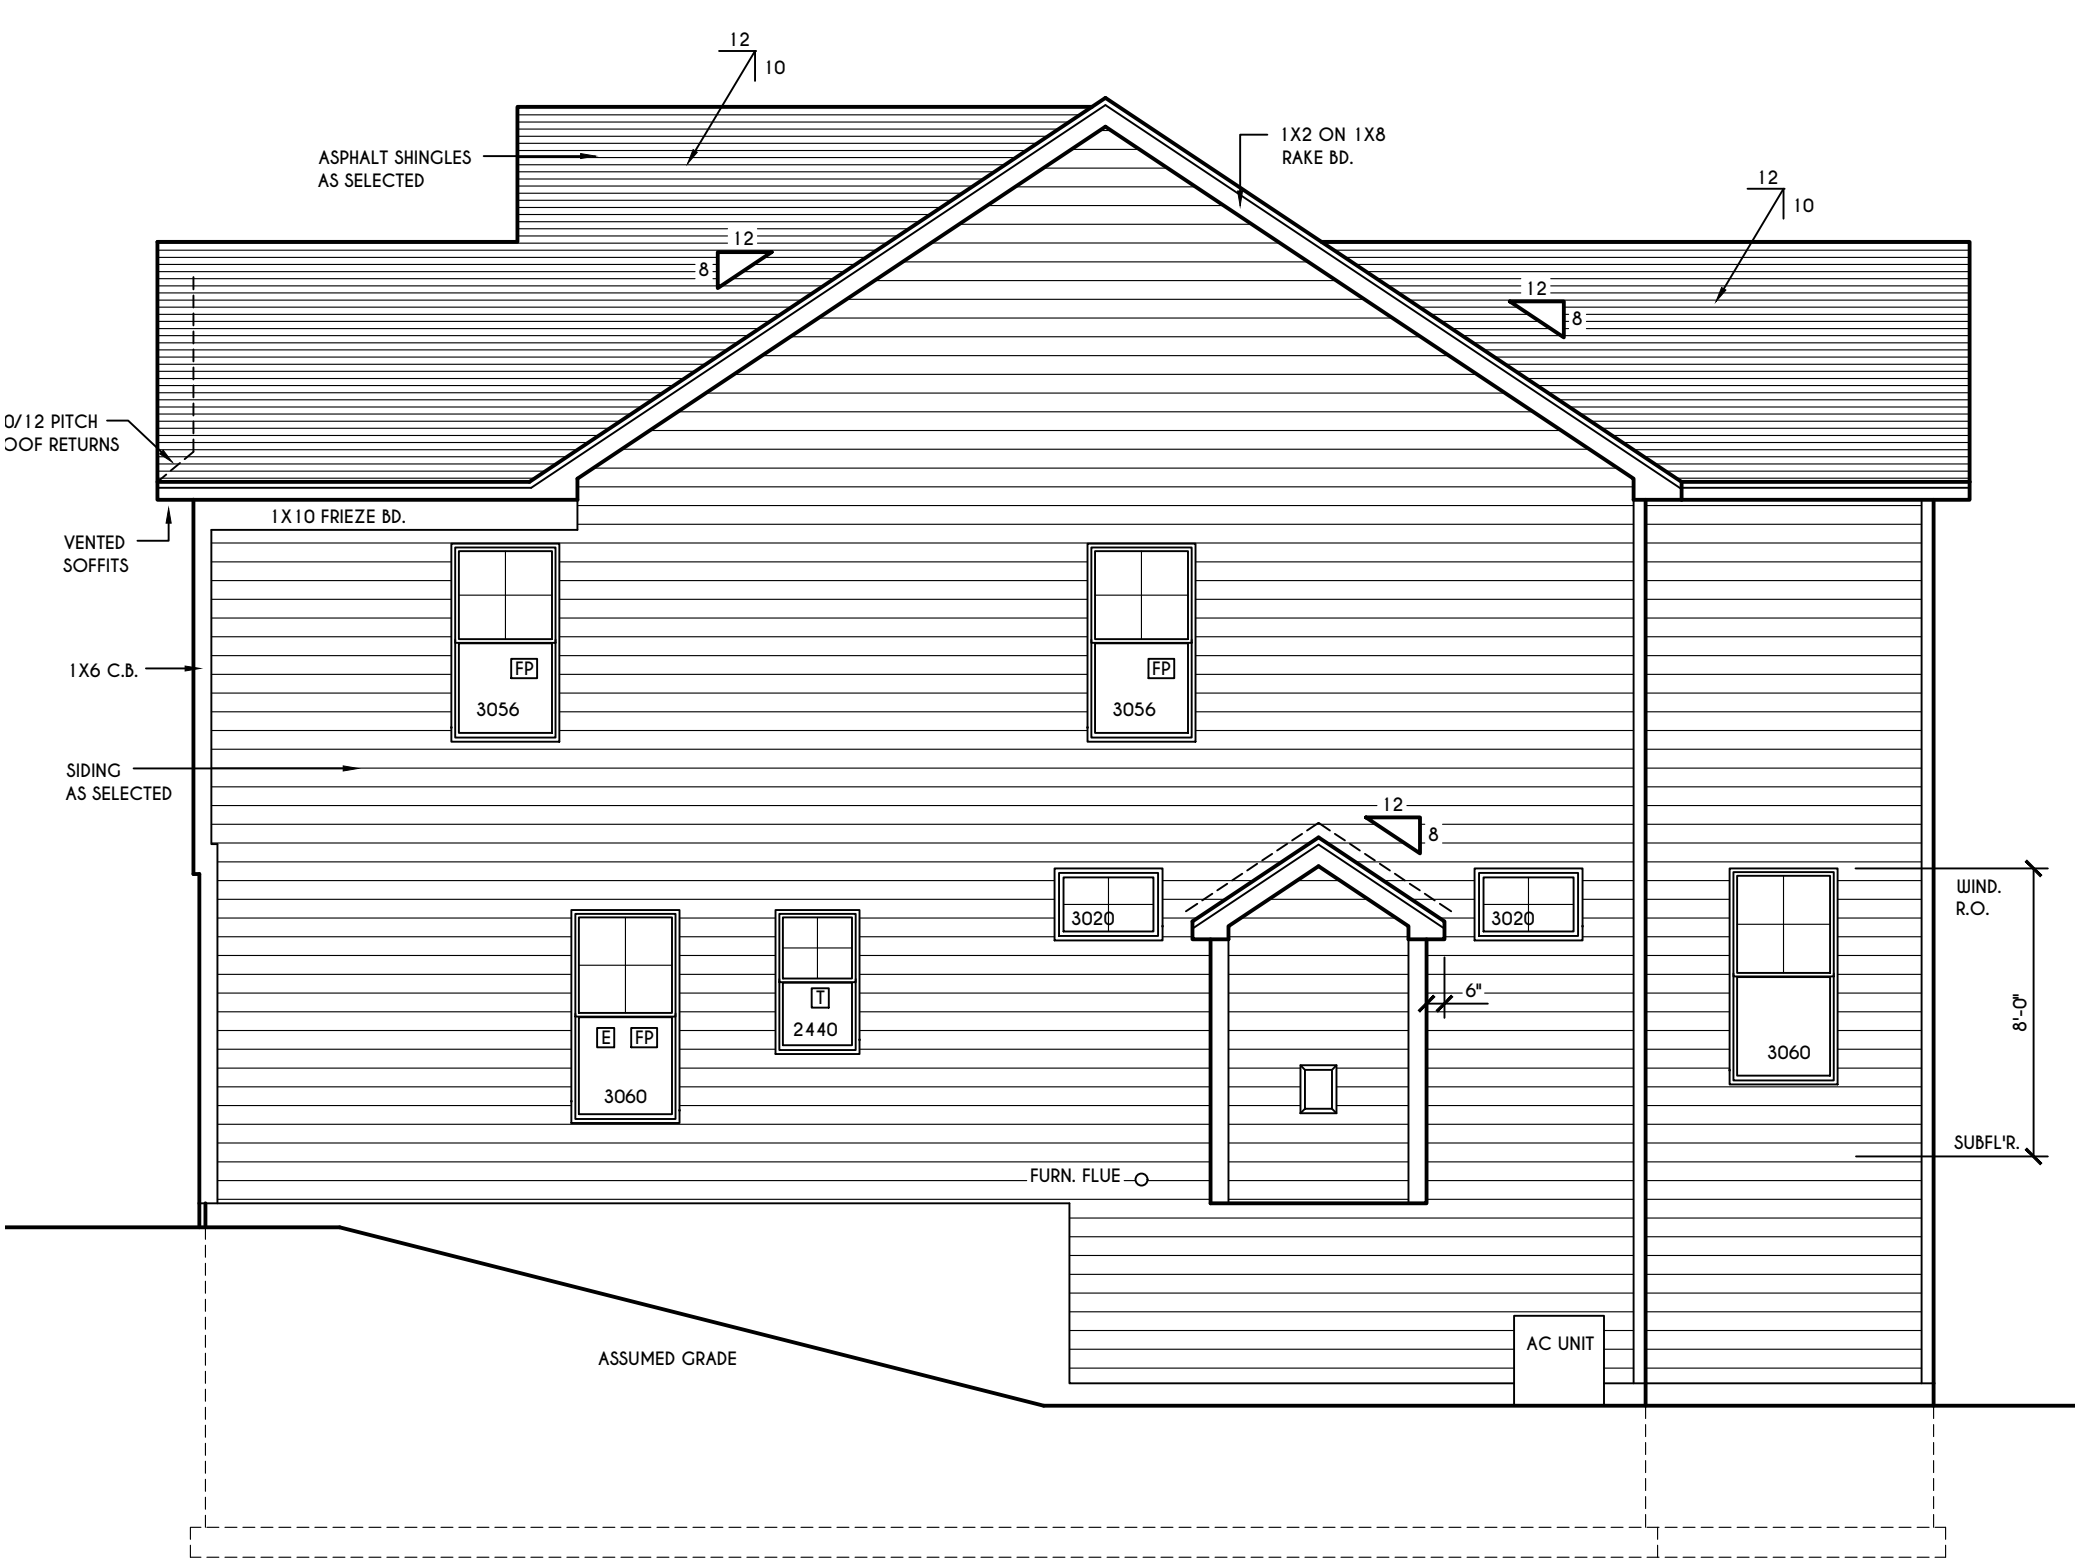 12
10
ASPHALT SHINGLES
AS SELECTED
1X2 ON 1X8
RAKE BD.
12
10
12
8
12
8
0/12 PITCH
OOF RETURNS
1X10 FRIEZE BD.
VENTED
SOFFITS
1X6 C.B.
FP
3056
FP
3056
SIDING
AS SELECTED
12
8
3020
3020
WIND.
R.O.
6"
8'-0"
T
2440
E FP
3060
3060
SUBFL'R.
FURN. FLUE
AC UNIT
ASSUMED GRADE